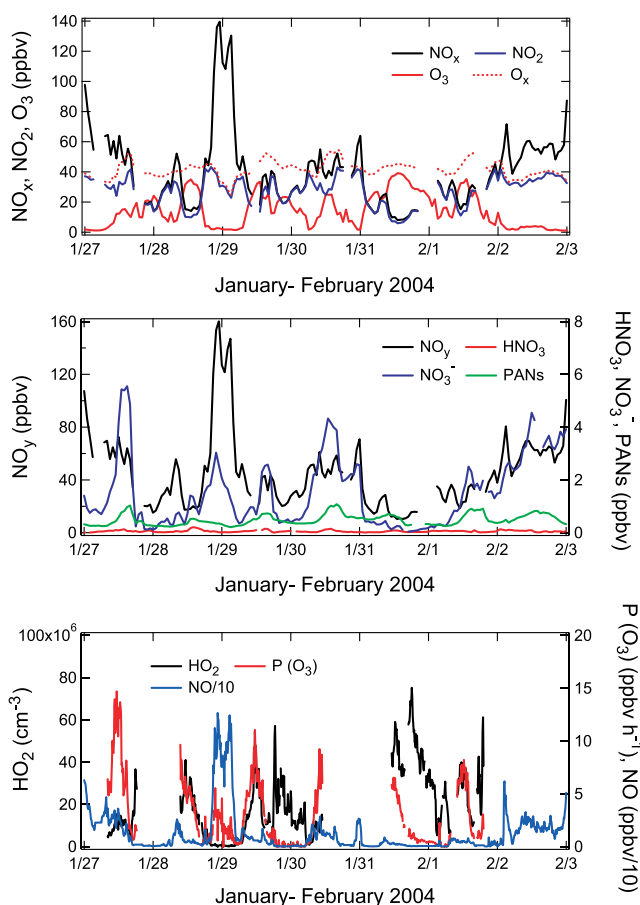 NOx, NO2, O3 (ppbv)
140
120
100
80
60
40
20
0
NOx NO2
O3 Ox
1/27 1/28 1/29 1/30 1/31 2/1 2/2 2/3
January- February 2004
NOy (ppbv)
160
120
80
40
0
NOy HNO3
NO3- PANs
8
6
4
2
0
HNO3, NO3-, PANs (ppbv)
1/27 1/28 1/29 1/30 1/31 2/1 2/2 2/3
January- February 2004
HO2 (cm-3)
100x10^6
80
60
40
20
0
HO2 P (O3)
NO/10
20
15
10
5
0
P (O3) (ppbv h-1), NO (ppbv/10)
1/27 1/28 1/29 1/30 1/31 2/1 2/2 2/3
January- February 2004